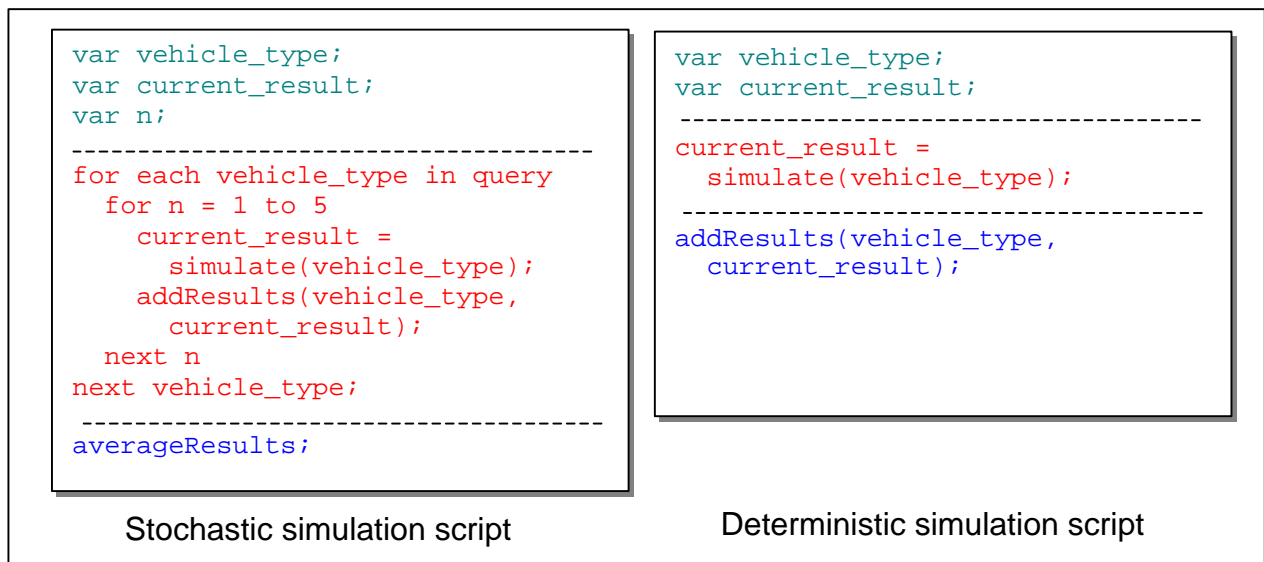 var vehicle_type;
var current_result;
var n;
---------------------------------------
for each vehicle_type in query
  for n = 1 to 5
    current_result =
      simulate(vehicle_type);
    addResults(vehicle_type,
      current_result);
  next n
next vehicle_type;
---------------------------------------
averageResults;
Stochastic simulation script
var vehicle_type;
var current_result;
---------------------------------------
current_result =
  simulate(vehicle_type);
---------------------------------------
addResults(vehicle_type,
  current_result);
Deterministic simulation script